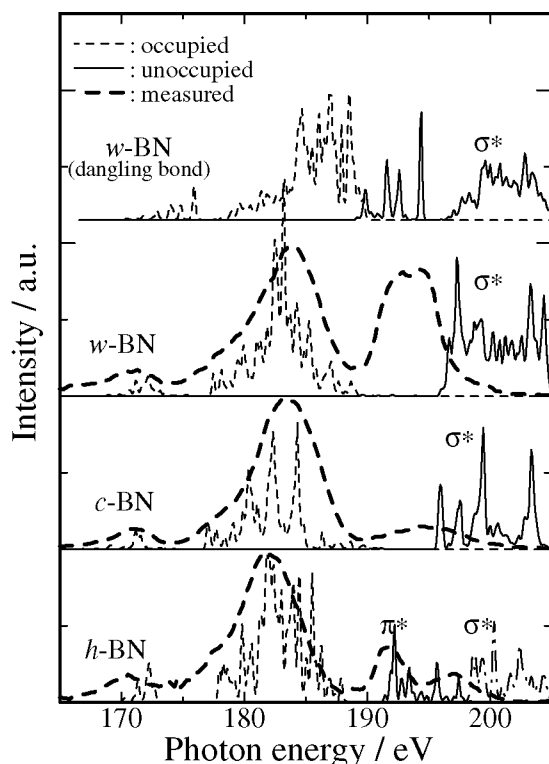 : occupied
: unoccupied
: measured
w-BN
(dangling bond)
σ*
w-BN
σ*
c-BN
σ*
h-BN
π*
σ*
Intensity / a.u.
170
180
190
200
Photon energy / eV